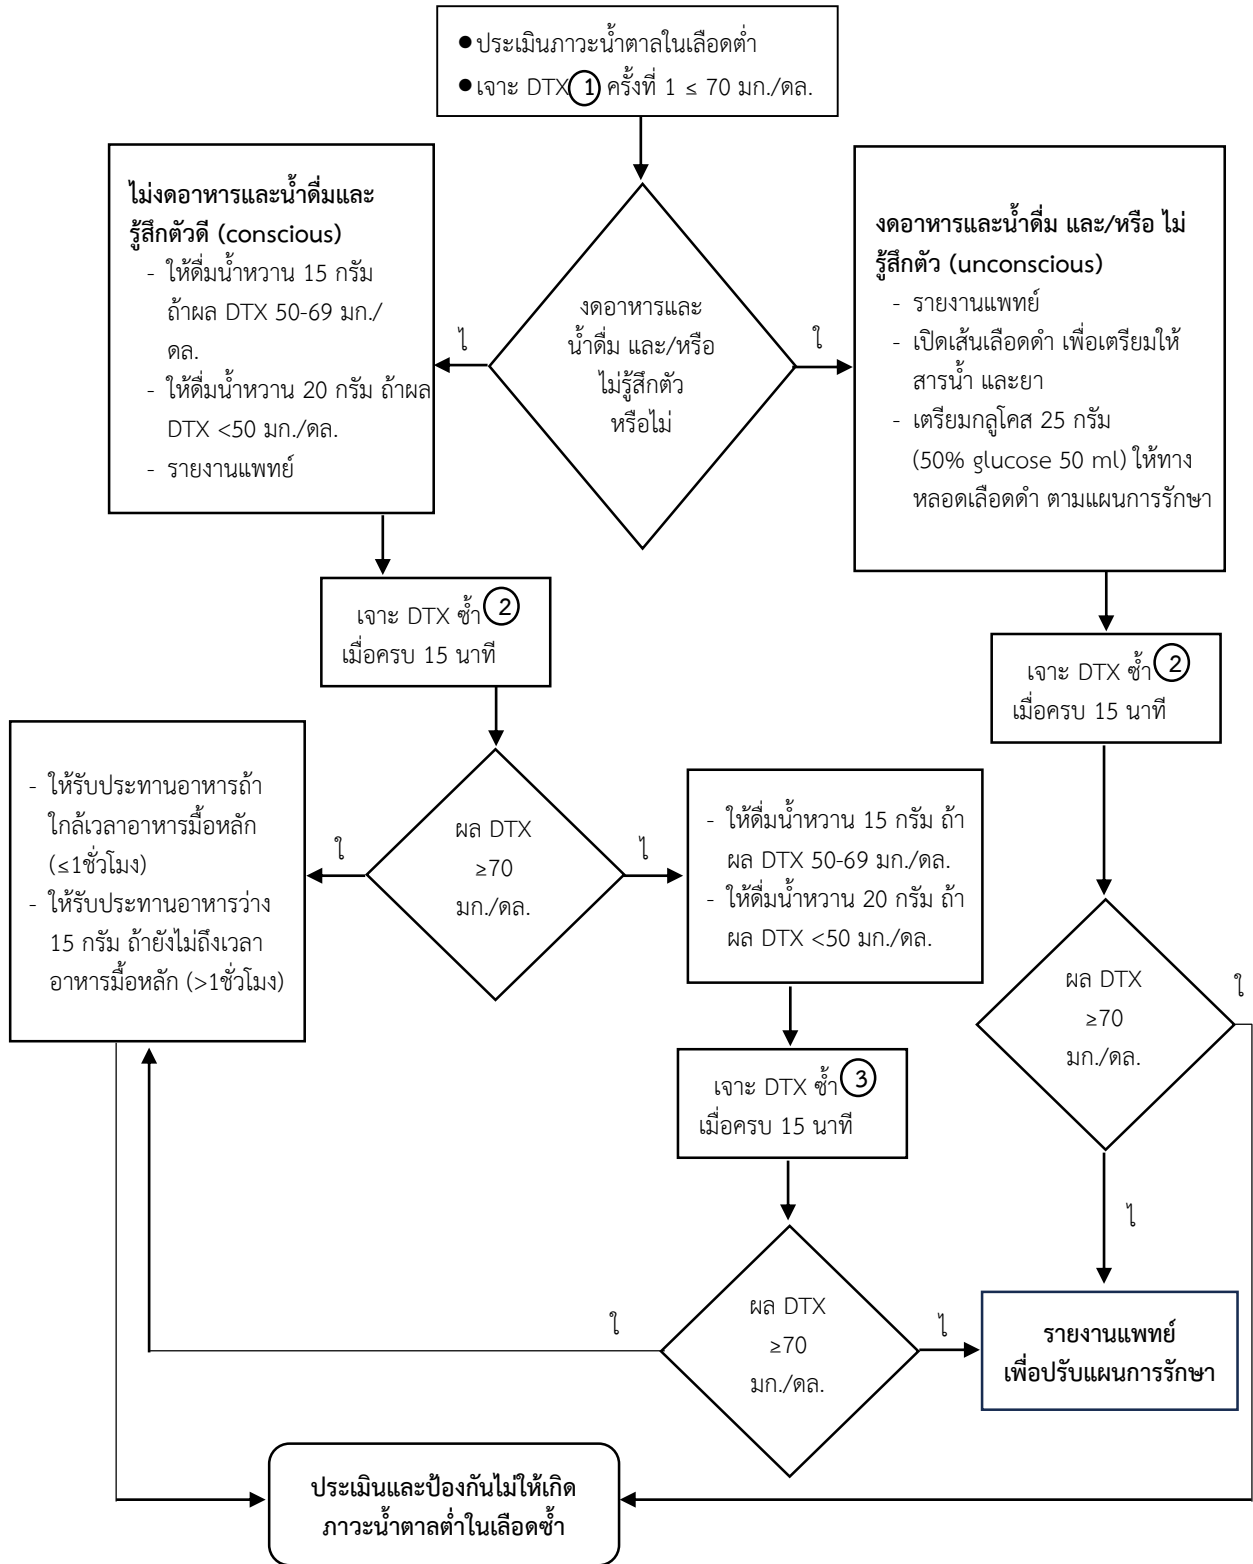 ● ประเมินภาวะน้ำตาลในเลือดต่ำ
● เจาะ DTX 1 ครั้งที่ 1 ≤ 70 มก./ดล.
ไม่งดอาหารและน้ำดื่มและ
รู้สึกตัวดี (conscious)
- ให้ดื่มน้ำหวาน 15 กรัม
ถ้าผล DTX 50-69 มก./
ดล.
- ให้ดื่มน้ำหวาน 20 กรัม ถ้าผล
DTX <50 มก./ดล.
- รายงานแพทย์
ไ
งดอาหารและ
น้ำดื่ม และ/หรือ
ไม่รู้สึกตัว
หรือไม่
ใ
งดอาหารและน้ำดื่ม และ/หรือ ไม่
รู้สึกตัว (unconscious)
- รายงานแพทย์
- เปิดเส้นเลือดดำ เพื่อเตรียมให้
สารน้ำ และยา
- เตรียมกลูโคส 25 กรัม
(50% glucose 50 ml) ให้ทาง
หลอดเลือดดำ ตามแผนการรักษา
เจาะ DTX ซ้ำ 2
เมื่อครบ 15 นาที
เจาะ DTX ซ้ำ 2
เมื่อครบ 15 นาที
- ให้รับประทานอาหารถ้า
ใกล้เวลาอาหารมื้อหลัก
(≤1ชั่วโมง)
- ให้รับประทานอาหารว่าง
15 กรัม ถ้ายังไม่ถึงเวลา
อาหารมื้อหลัก (>1ชั่วโมง)
ใ
ผล DTX
≥70
มก./ดล.
ไ
- ให้ดื่มน้ำหวาน 15 กรัม ถ้า
ผล DTX 50-69 มก./ดล.
- ให้ดื่มน้ำหวาน 20 กรัม ถ้า
ผล DTX <50 มก./ดล.
ผล DTX
≥70
มก./ดล.
ใ
ไ
เจาะ DTX ซ้ำ 3
เมื่อครบ 15 นาที
ใ
ผล DTX
≥70
มก./ดล.
ไ
รายงานแพทย์
เพื่อปรับแผนการรักษา
ประเมินและป้องกันไม่ให้เกิด
ภาวะน้ำตาลต่ำในเลือดซ้ำ